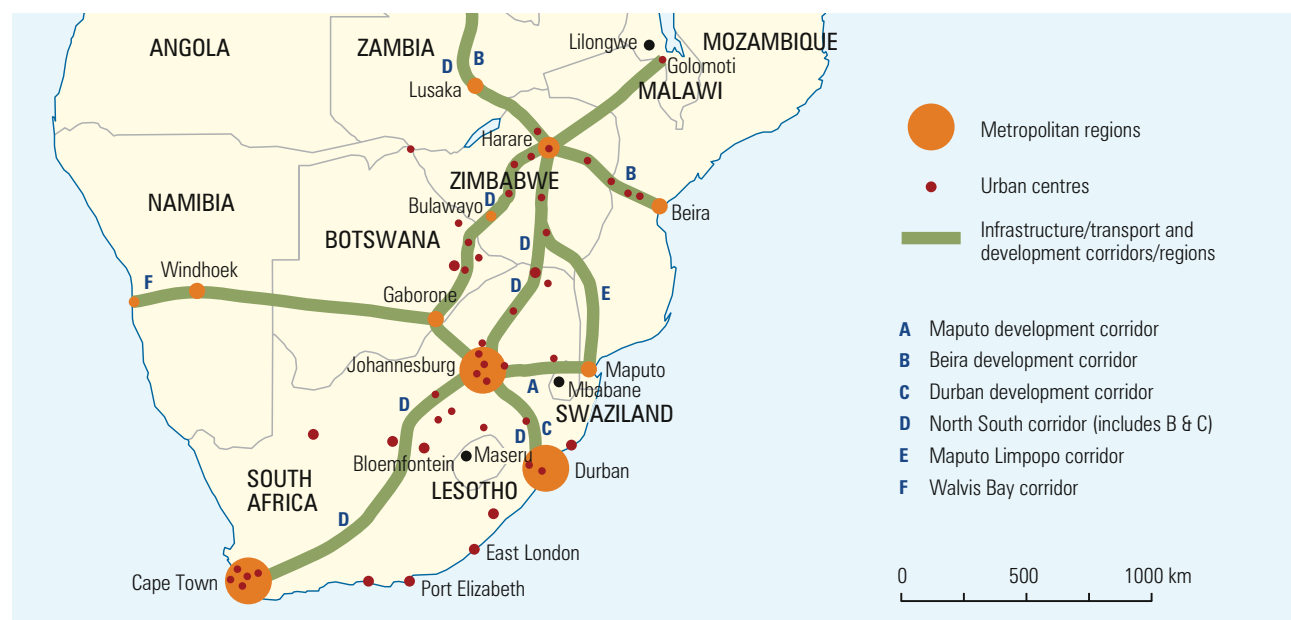 ANGOLA
ZAMBIA
Lilongwe
MOZAMBIQUE
D
B
Golomoti
Lusaka
MALAWI
Harare
ZIMBABWE
B
NAMIBIA
Bulawayo
D
Beira
BOTSWANA
D
Windhoek
F
D
E
Gaborone
Johannesburg
Maputo
A
Mbabane
D
SWAZILAND
C
D
Bloemfontein
Maseru
Durban
SOUTH
AFRICA
LESOTHO
D
East London
Cape Town
Port Elizabeth
Metropolitan regions
Urban centres
Infrastructure/transport and
development corridors/regions
A Maputo development corridor
B Beira development corridor
C Durban development corridor
D North South corridor (includes B & C)
E Maputo Limpopo corridor
F Walvis Bay corridor
0 500 1000 km